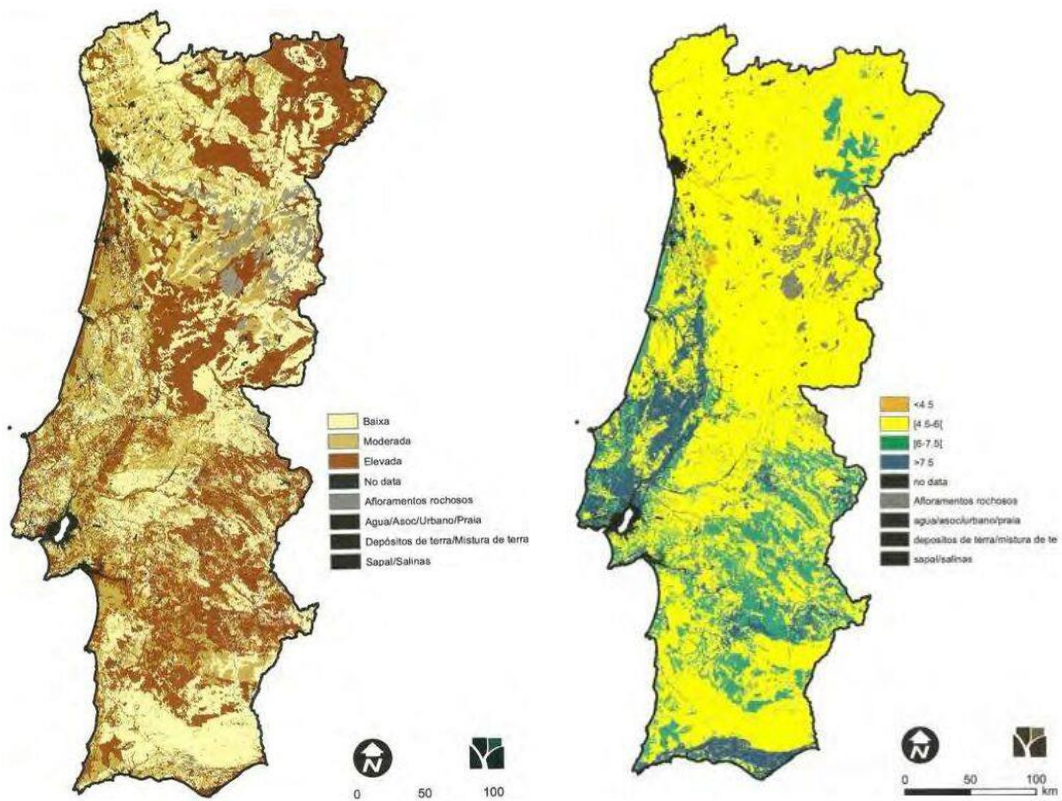 Baixa
Moderada
Elevada
No data
Afloramentos rochosos
Agua/Asoc/Urbano/Praia
Depósitos de terra/Mistura de terra
Sapal/Salinas
N
0 50 100
<4.5
[4.5-6[
[6-7.5[
>7.5
no data
Afloramentos rochosos
agua/asoc/urbano/praia
depositos de terra/mistura de te
sapal/salinas
N
0 50 100
km